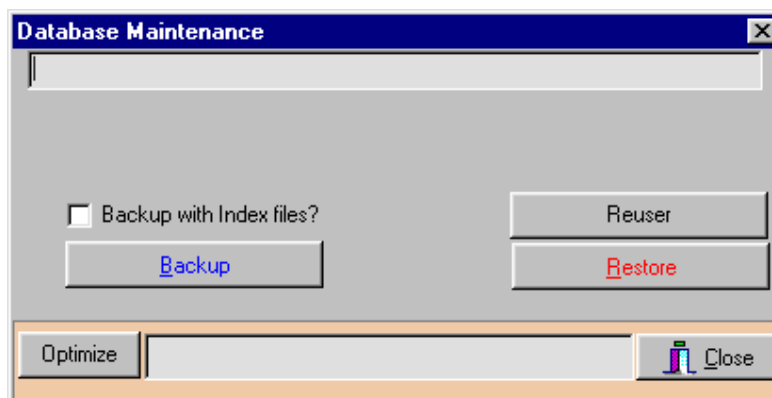 Database Maintenance
Backup with Index files?
Reuser
Backup
Restore
Optimize
Close